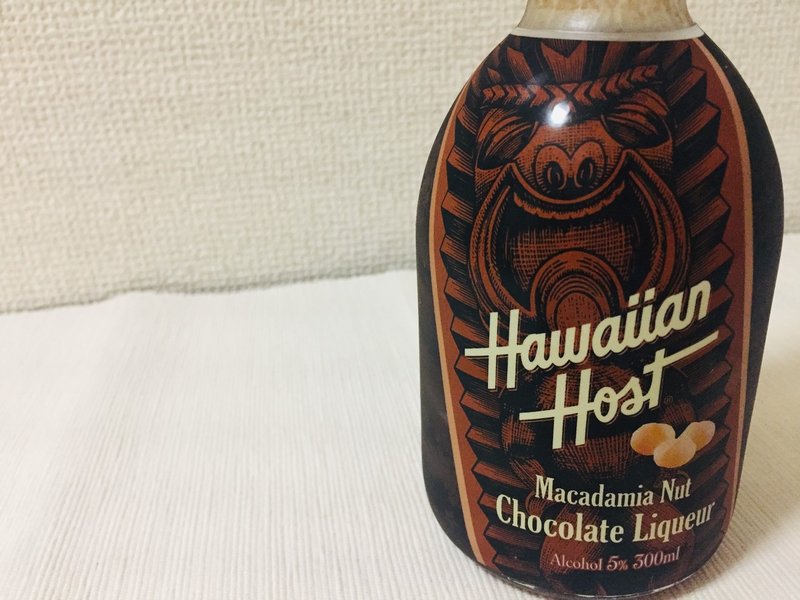 Hawaiian
Host
Macadamia Nut
Chocolate Liqueur
Alcohol 5% 300ml